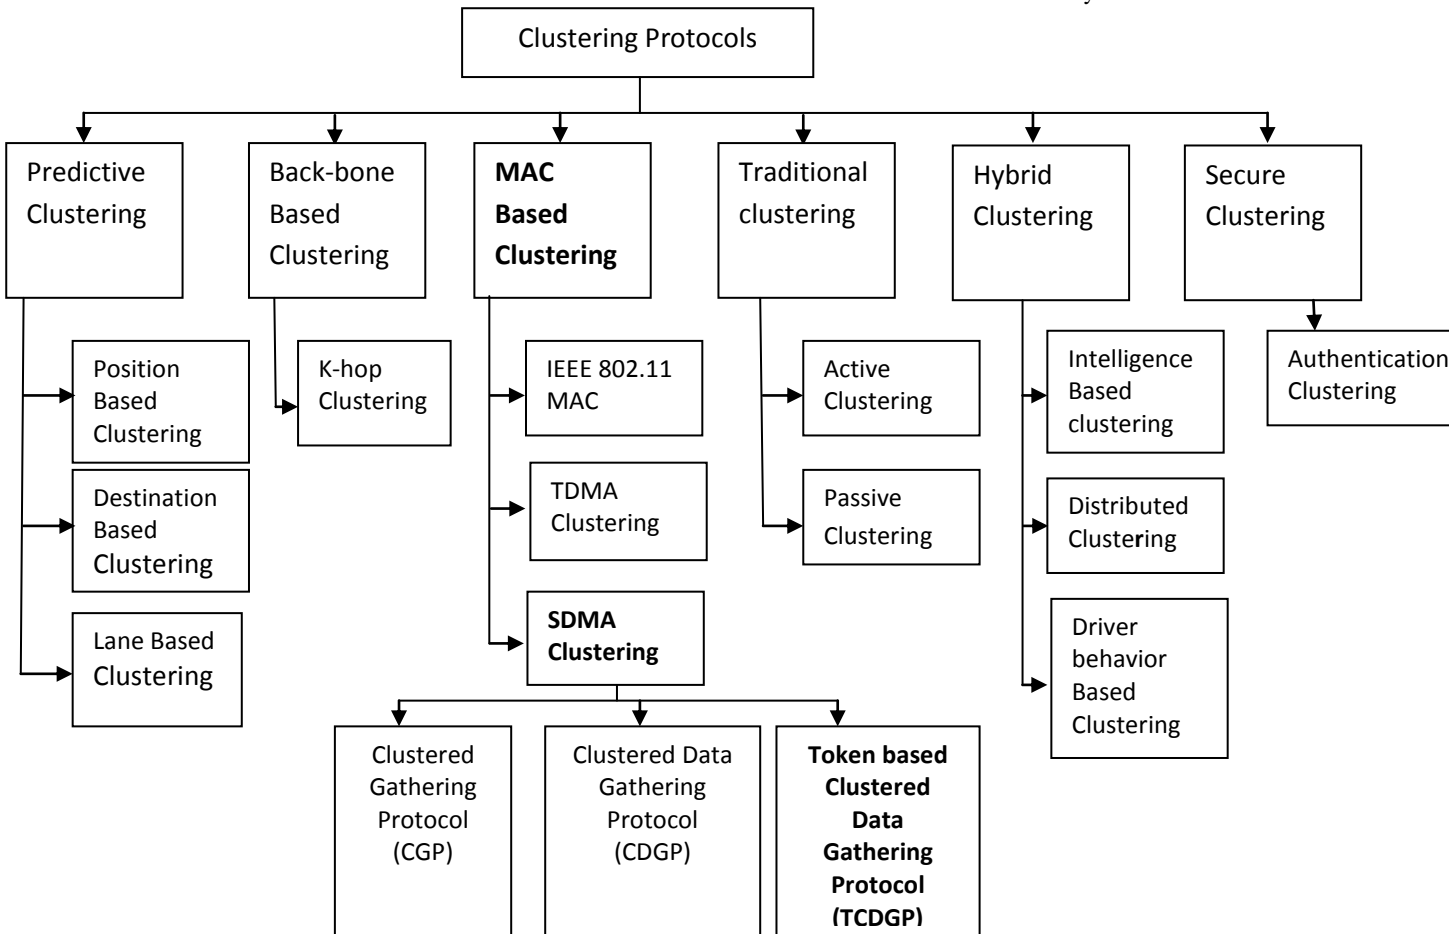 Clustering Protocols
Predictive
Clustering
Back-bone
Based
Clustering
MAC
Based
Clustering
Traditional
clustering
Hybrid
Clustering
Secure
Clustering
Position
Based
Clustering
Destination
Based
Clustering
Lane Based
Clustering
K-hop
Clustering
IEEE 802.11
MAC
TDMA
Clustering
SDMA
Clustering
Clustered
Gathering
Protocol
(CGP)
Clustered Data
Gathering
Protocol
(CDGP)
Token based
Clustered
Data
Gathering
Protocol
(TCDGP)
Active
Clustering
Passive
Clustering
Intelligence
Based
clustering
Distributed
Clustering
Driver
behavior
Based
Clustering
Authentication
Clustering